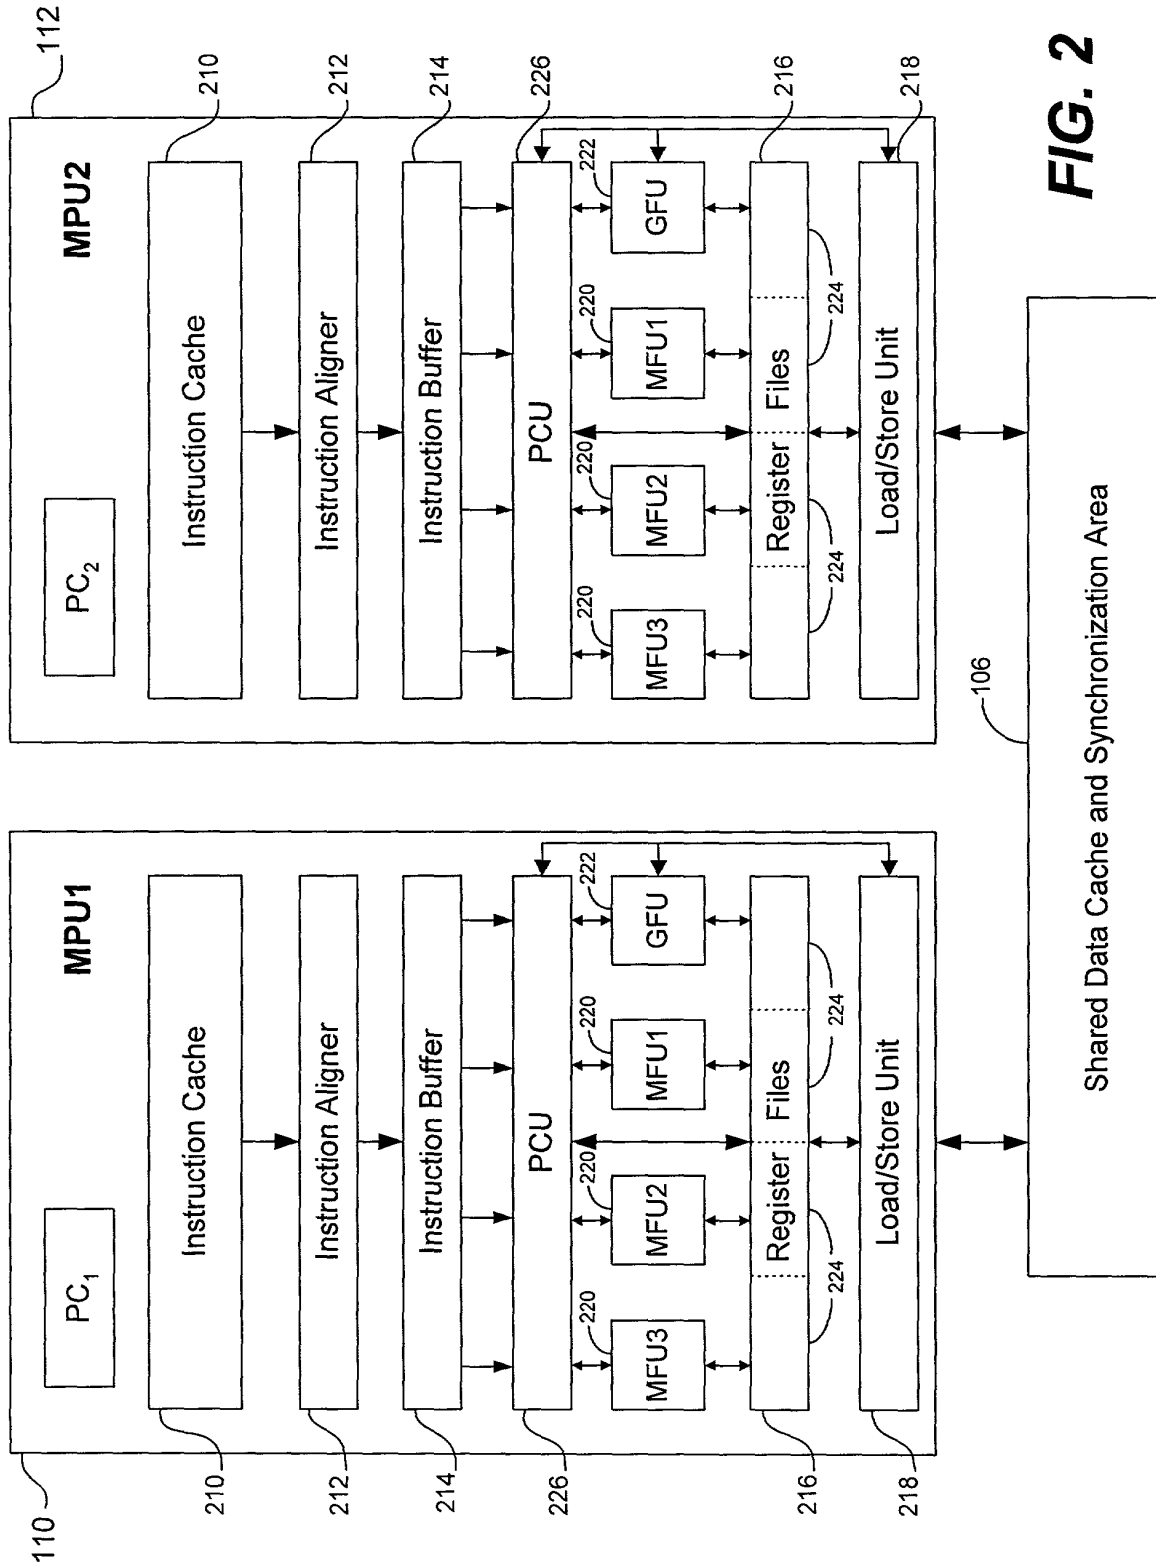 110
MPU1
PC1
Instruction Cache
210
Instruction Aligner
212
Instruction Buffer
214
PCU
226
220
220
220
222
MFU3
MFU2
MFU1
GFU
Register Files
216
224
224
Load/Store Unit
218
112
MPU2
PC2
Instruction Cache
210
Instruction Aligner
212
Instruction Buffer
214
PCU
226
220
220
220
222
MFU3
MFU2
MFU1
GFU
Register Files
216
224
224
Load/Store Unit
218
106
Shared Data Cache and Synchronization Area
FIG. 2